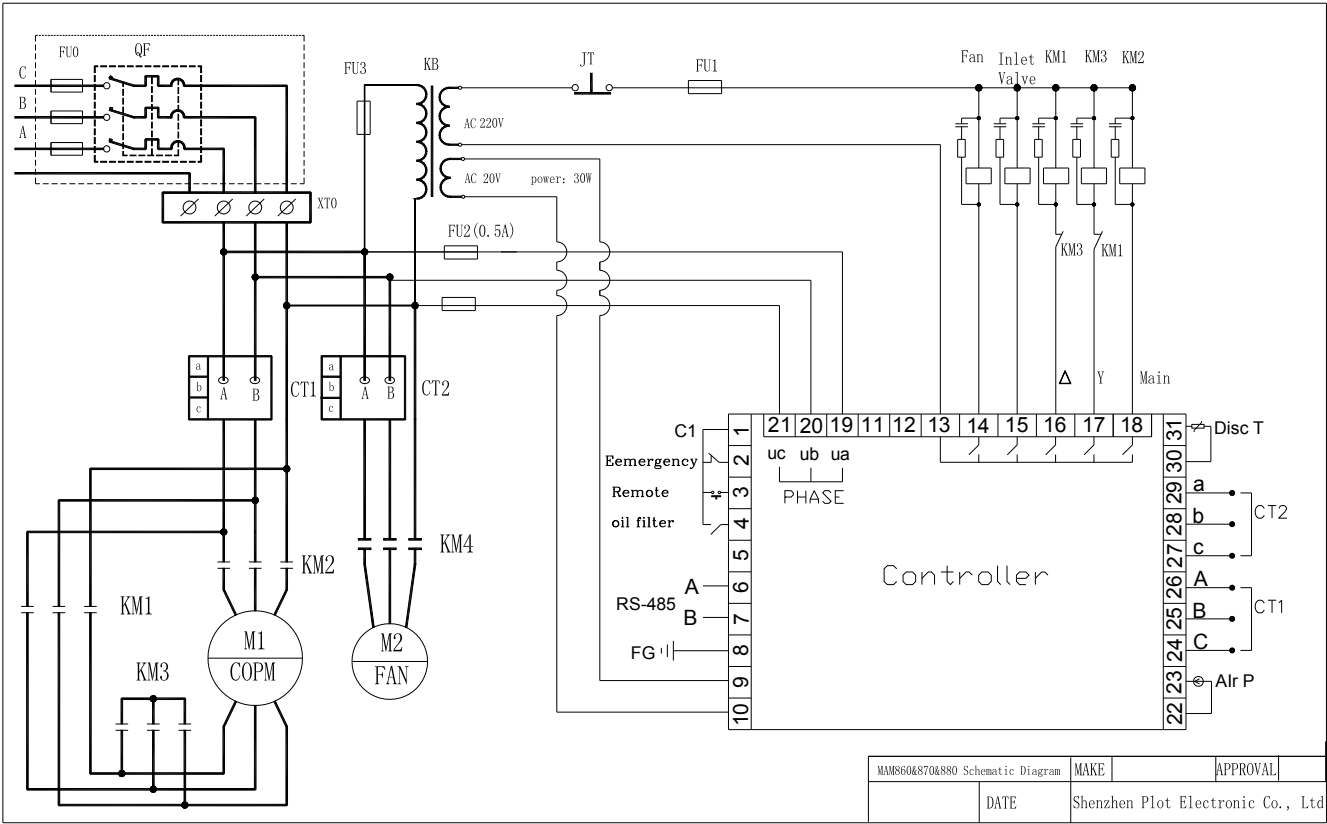 FU0
QF
C
B
A
XT0
FU3
KB
JT
FU1
AC 220V
AC 20V
power: 30W
FU2(0.5A)
Fan
Inlet
Valve
KM1
KM3
KM2
KM3
KM1
Δ
Y
Main
a
b
c
A
B
CT1
a
b
c
A
B
CT2
KM2
KM4
KM1
KM3
M1
COPM
M2
FAN
C1
Eemergency
Remote
oil filter
RS-485
A
B
FG
1
2
3
4
5
6
7
8
9
10
21
20
19
11
12
13
14
15
16
17
18
uc
ub
ua
PHASE
Controller
31
30
29
28
27
26
25
24
23
22
Disc T
a
b
c
CT2
A
B
C
CT1
AIr P
MAM860&870&880 Schematic Diagram
MAKE
APPROVAL
DATE
Shenzhen Plot Electronic Co., Ltd